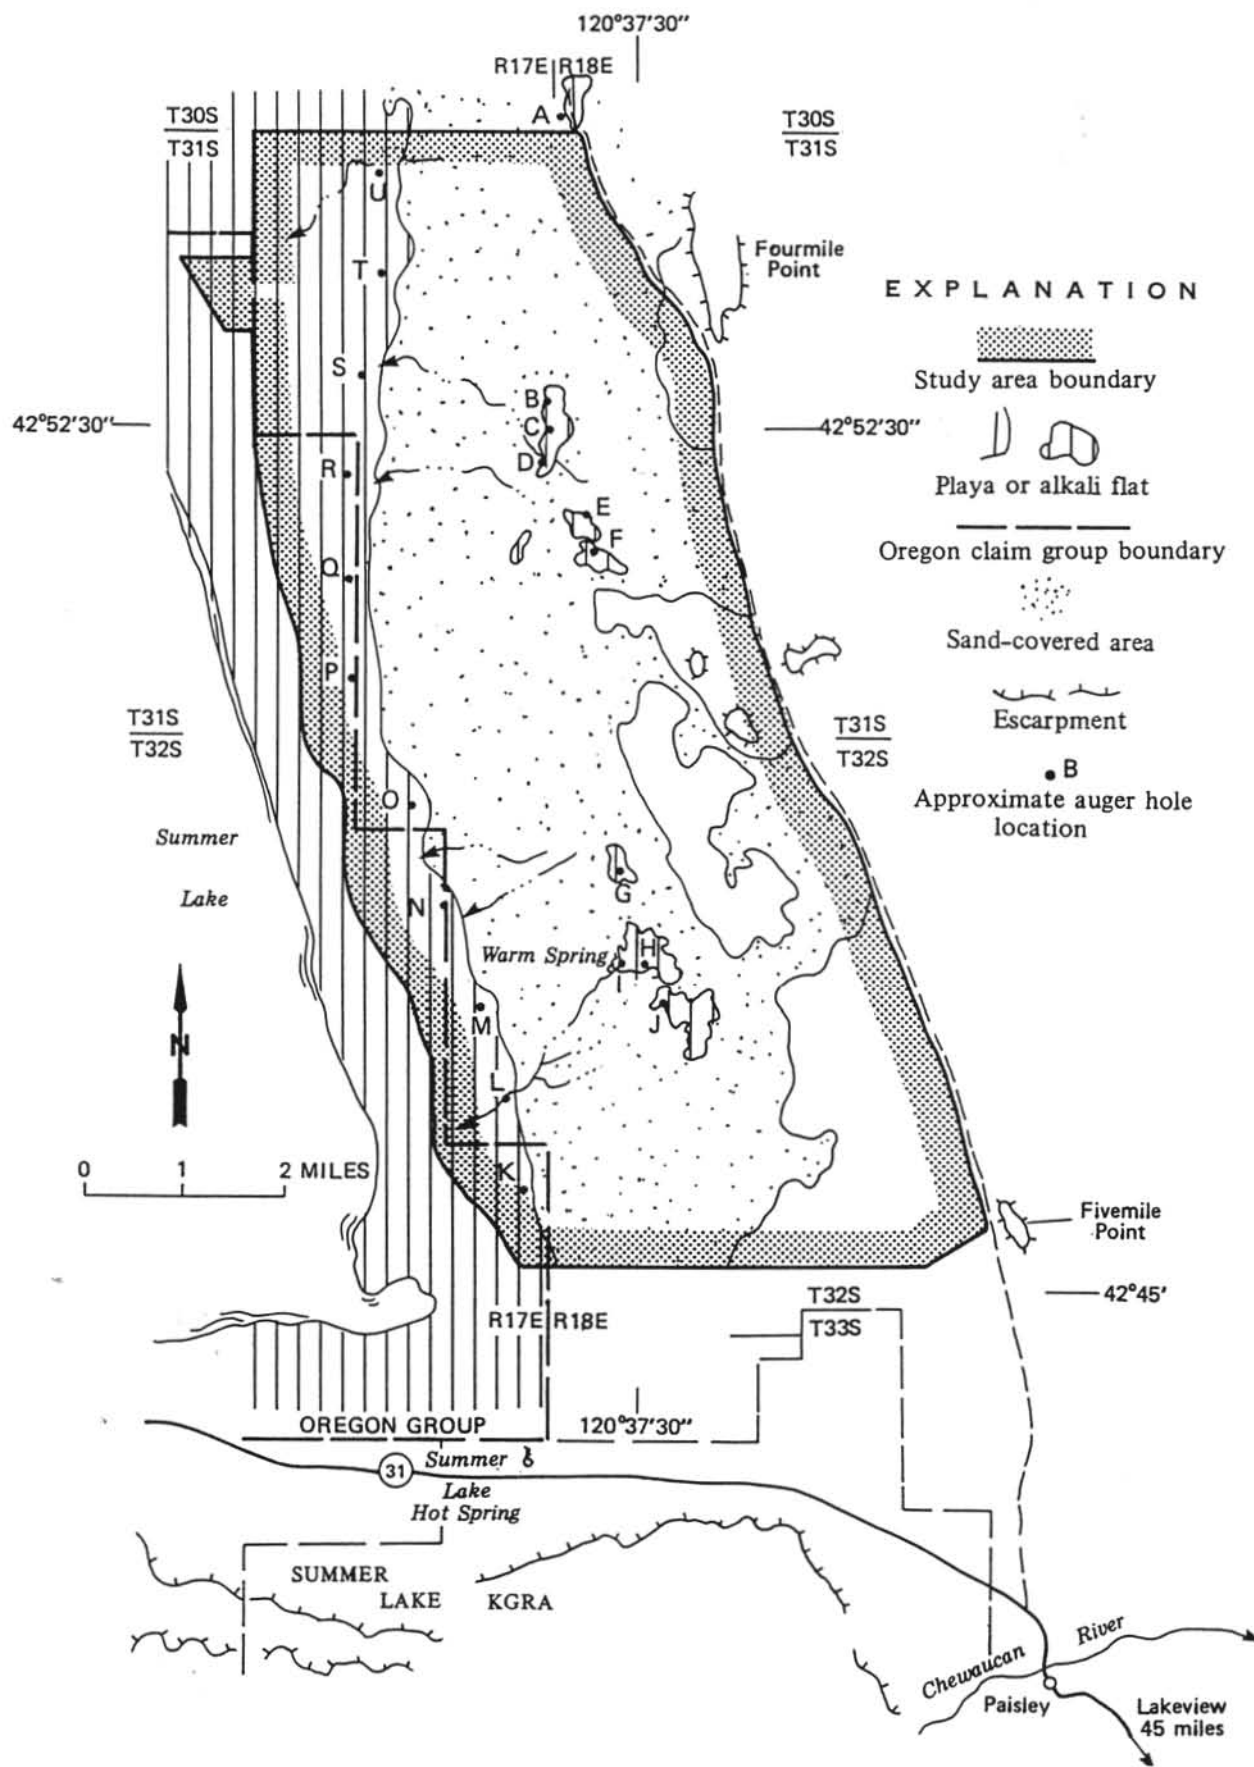 120°37'30"
R17E R18E
A
T30S
T31S
T30S
T31S
U
Fourmile
Point
T
EXPLANATION
Study area boundary
S
B
42°52'30"
C
42°52'30"
D
R
Playa or alkali flat
E
F
Oregon claim group boundary
Q
Sand-covered area
P
Escarpment
T31S
T32S
T31S
T32S
B
Approximate auger hole
location
O
Summer
Lake
G
N
Warm Spring
H
I
J
M
N
L
0 1 2 MILES
K
Fivemile
Point
42°45'
R17E R18E
T32S
T33S
OREGON GROUP
120°37'30"
31
Summer
Lake
Hot Spring
SUMMER
LAKE KGRA
Chewaucan River
Paisley
Lakeview
45 miles